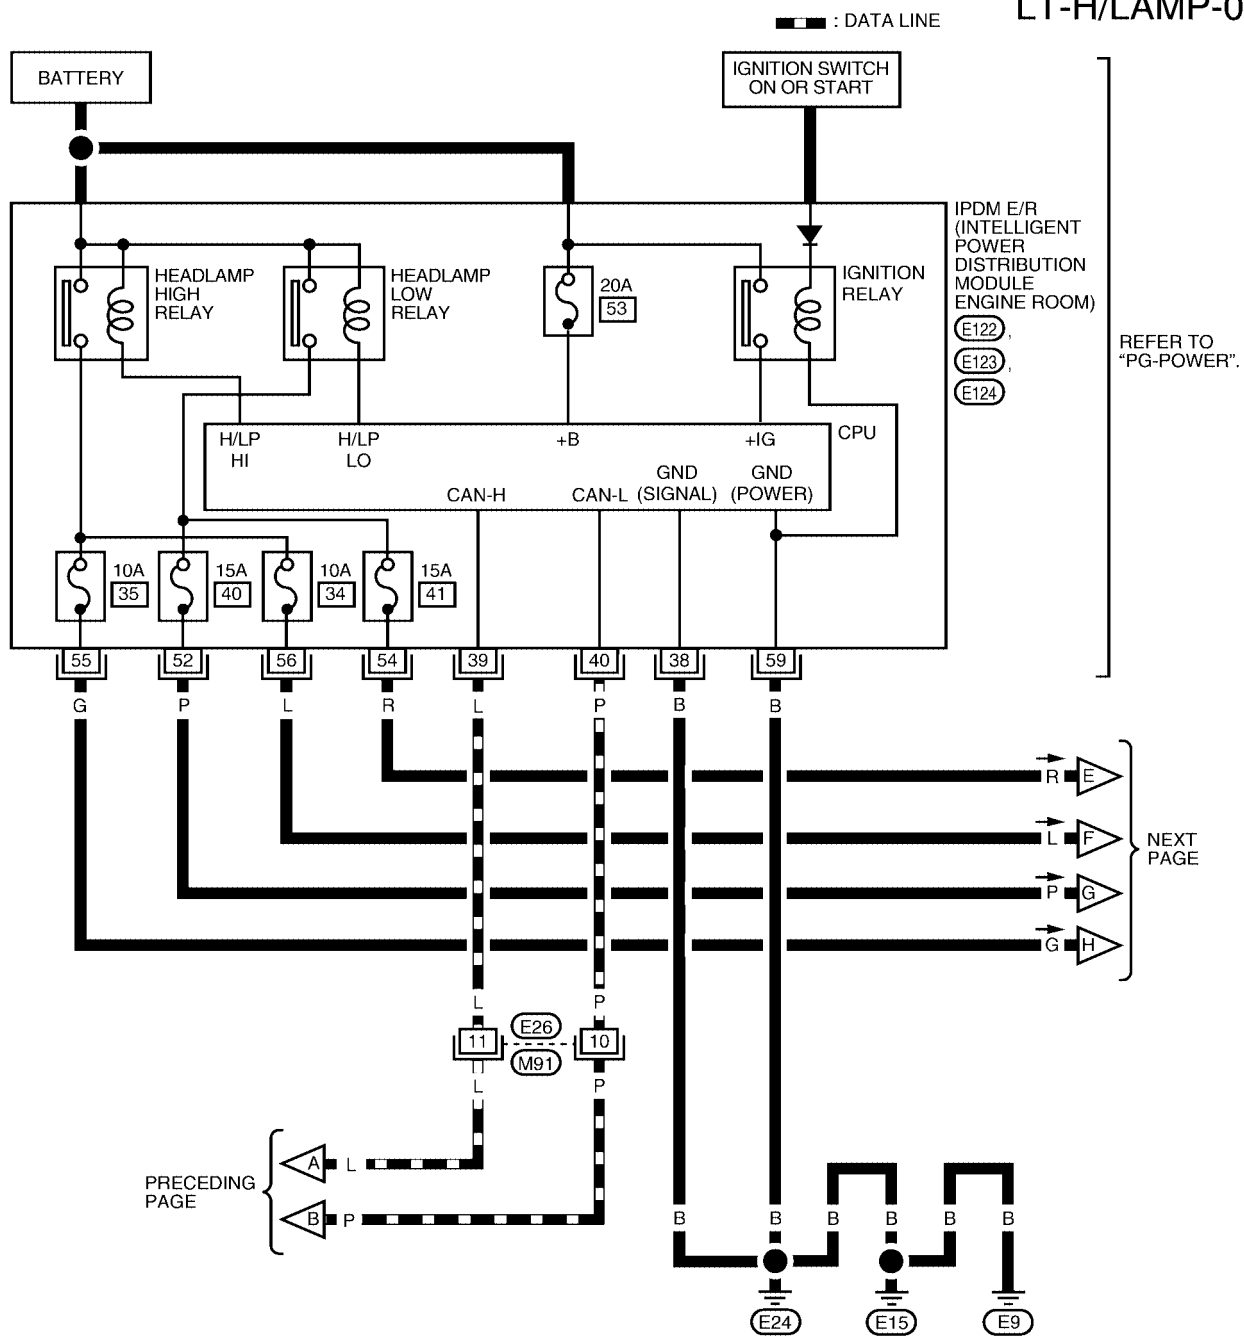 LT-H/LAMP-0
: DATA LINE
BATTERY
IGNITION SWITCH
ON OR START
IPDM E/R
(INTELLIGENT
POWER
DISTRIBUTION
MODULE
ENGINE ROOM)
E122 ,
E123 ,
E124
REFER TO
“PG-POWER”.
HEADLAMP
HIGH
RELAY
HEADLAMP
LOW
RELAY
20A
53
IGNITION
RELAY
CPU
H/LP
HI
H/LP
LO
+B
+IG
CAN-H
CAN-L
GND
(SIGNAL)
GND
(POWER)
10A
35
15A
40
10A
34
15A
41
55 52 56 54 39 40 38 59
G P L R L P B B
R E
L F
P G
G H
NEXT
PAGE
L P
11 E26 10
M91
L P
PRECEDING
PAGE
A L
B P
B B B B B B
E24 E15 E9